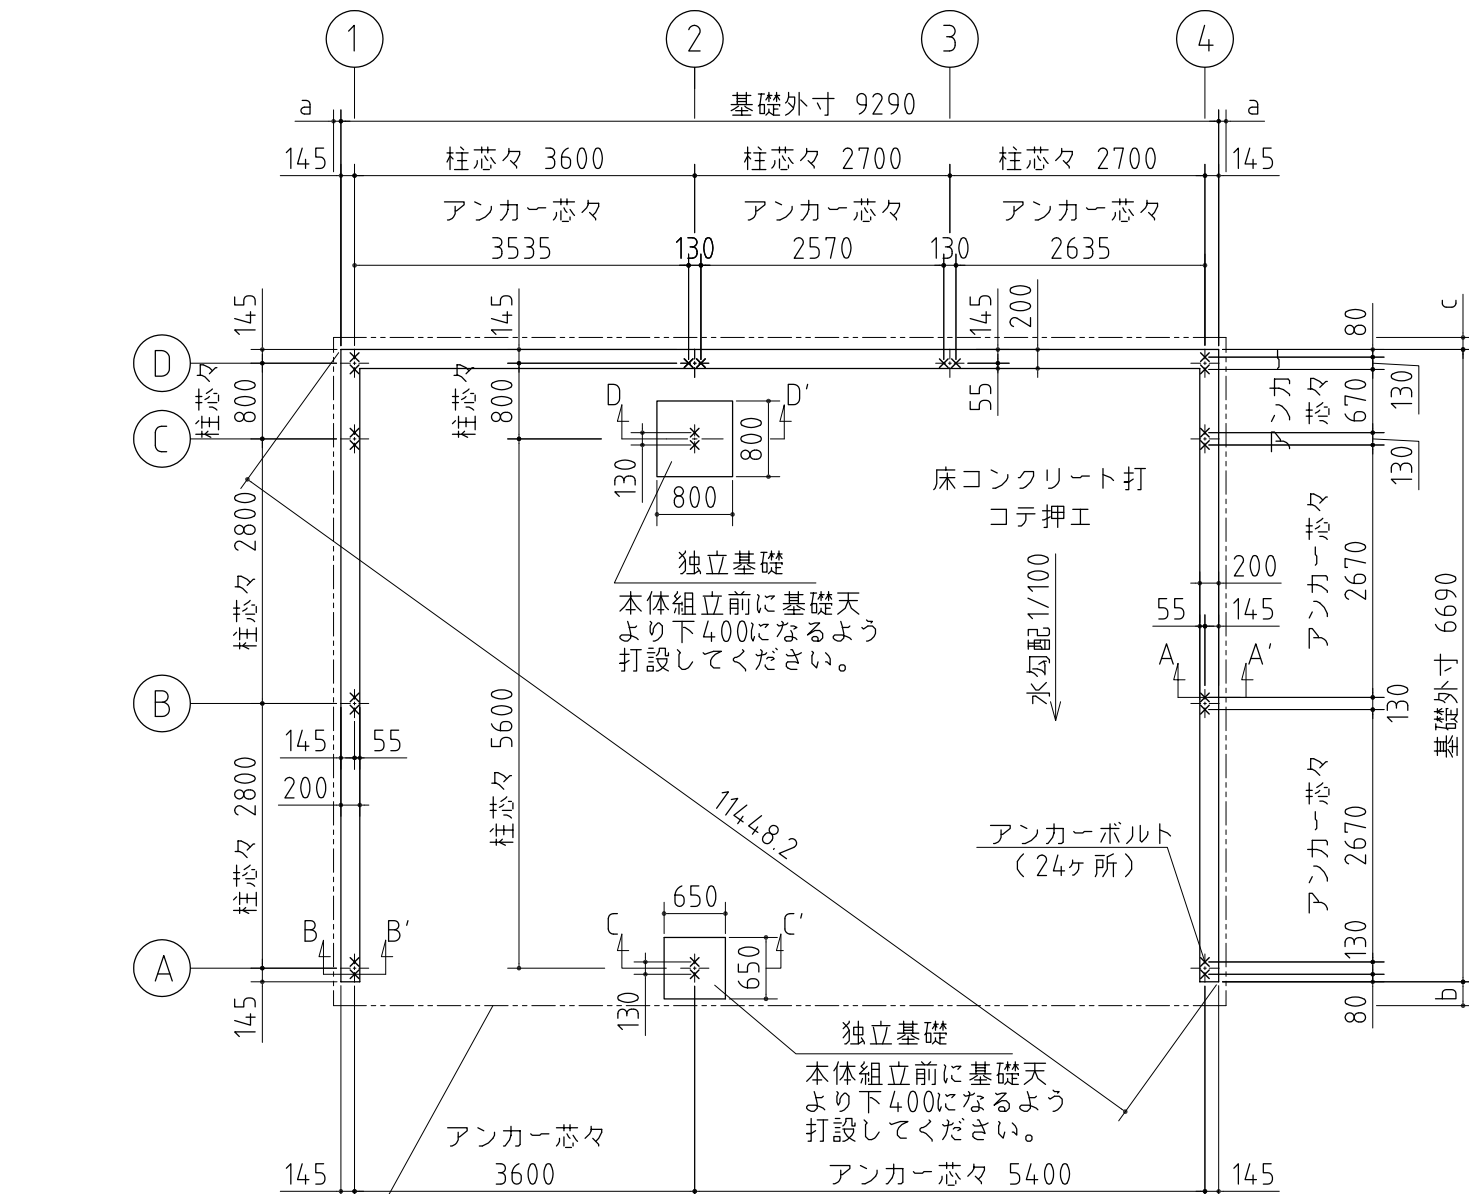 1
2
3
4
a
基礎外寸 9290
a
145
柱芯々 3600
柱芯々 2700
柱芯々 2700
145
アンカー芯々
アンカー芯々
アンカー芯々
3535
130
2570
130
2635
145
145
145
200
80
c
D
柱芯々
800
柱芯々
800
55
アンカ
芯々
670
130
D
D'
800
130
800
C
130
床コンクリート打
コテ押エ
柱芯々 2800
独立基礎
本体組立前に基礎天
より下400になるよう
打設してください。
水勾配1/100
アンカー芯々
2670
200
55
145
A
A'
基礎外寸 6690
B
130
145
55
200
柱芯々 5600
柱芯々 2800
11448.2
アンカーボルト
(24ヶ所)
アンカー芯々
2670
650
B
B'
C
C'
650
130
130
A
145
80
b
独立基礎
本体組立前に基礎天
より下400になるよう
打設してください。
アンカー芯々
145
3600
アンカー芯々 5400
145